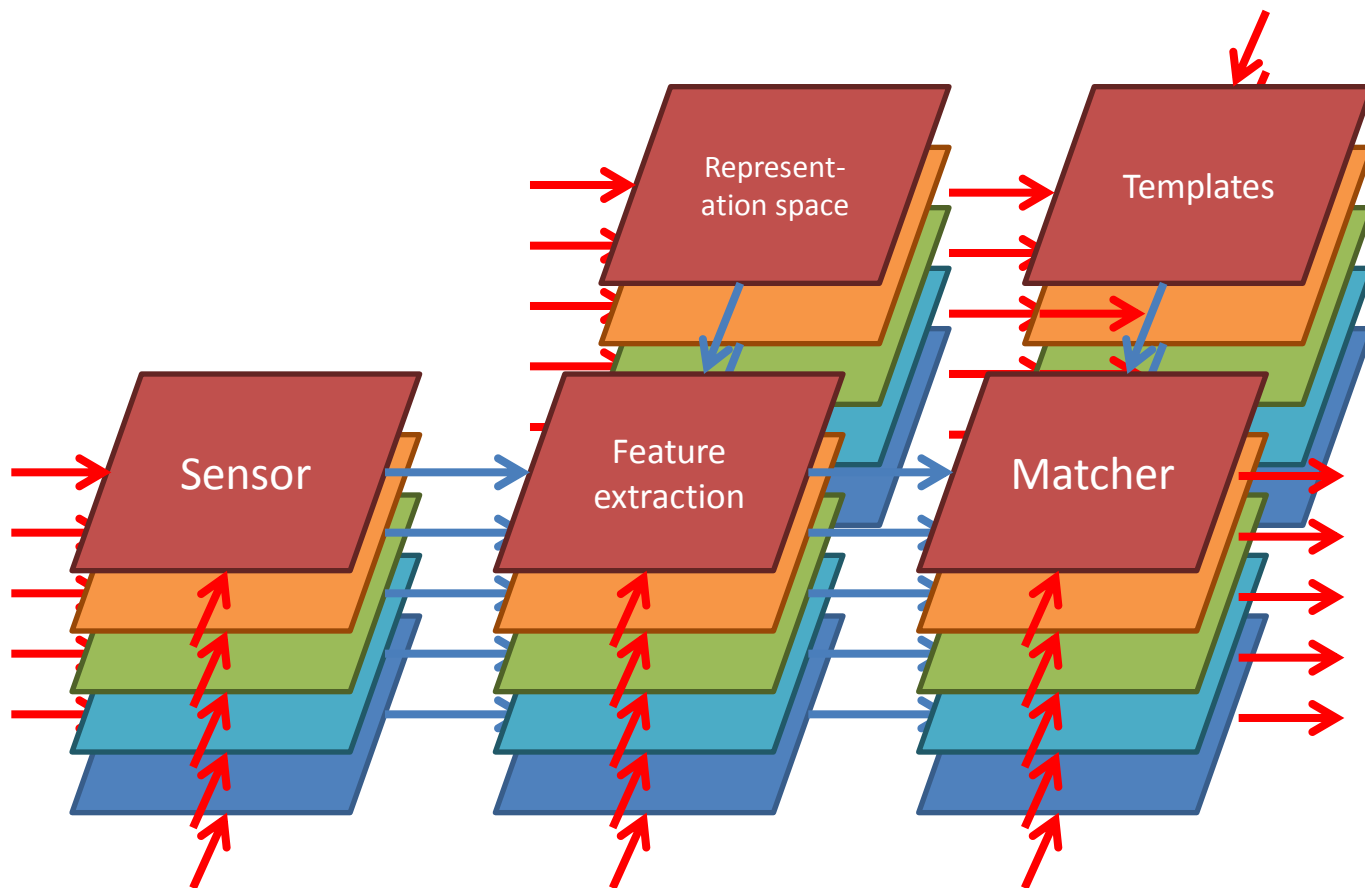 Represent-
ation space
Templates
Sensor
Feature
extraction
Matcher